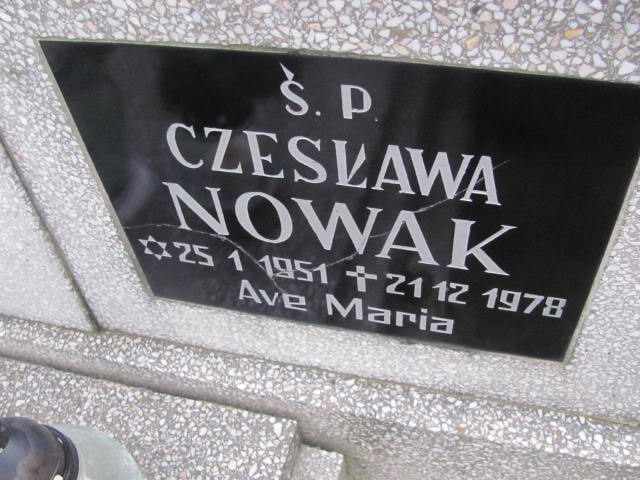 Ś. P.
CZESŁAWA
NOWAK
✡ 25 1 1951 ✝ 21 12 1978
Ave Maria